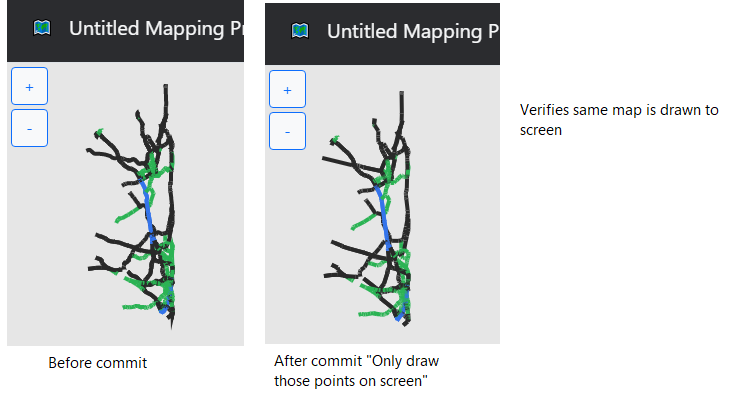 Untitled Mapping Pr
Untitled Mapping P
+
-
+
-
Verifies same map is drawn to
screen
Before commit
After commit "Only draw
those points on screen"